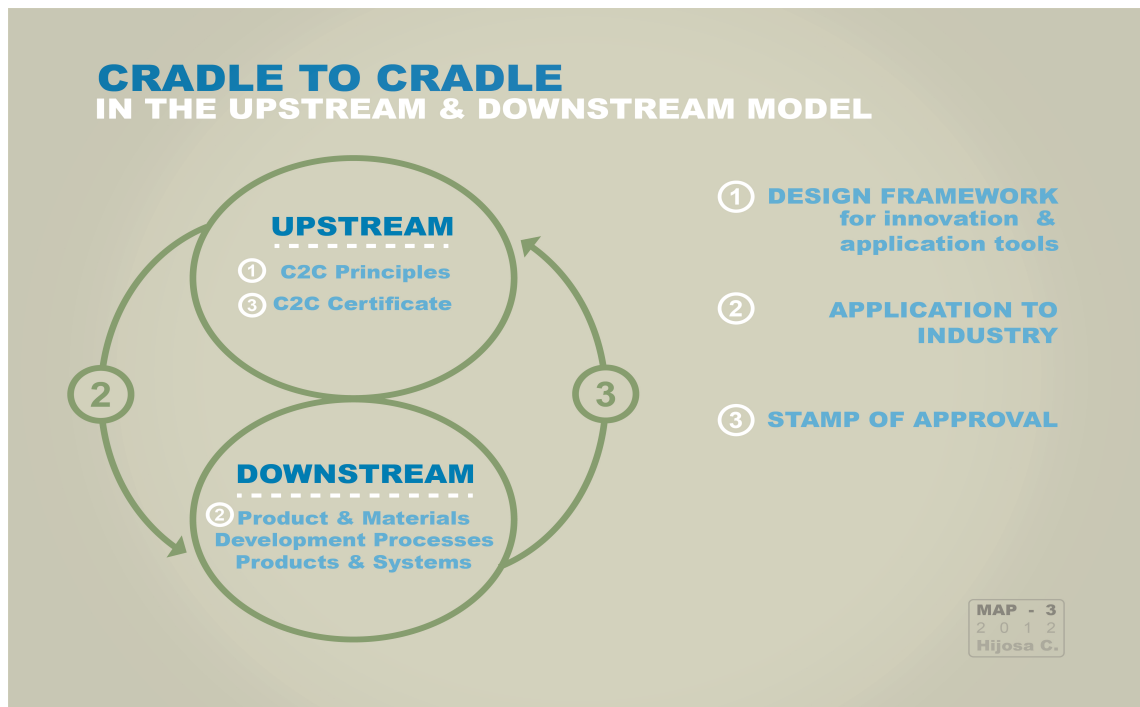 CRADLE TO CRADLE
IN THE UPSTREAM & DOWNSTREAM MODEL
UPSTREAM
1 C2C Principles
3 C2C Certificate
2
3
DOWNSTREAM
2 Product & Materials
Development Processes
Products & Systems
1 DESIGN FRAMEWORK
for innovation &
application tools
2 APPLICATION TO
INDUSTRY
3 STAMP OF APPROVAL
MAP - 3
2 0 1 2
Hijosa C.